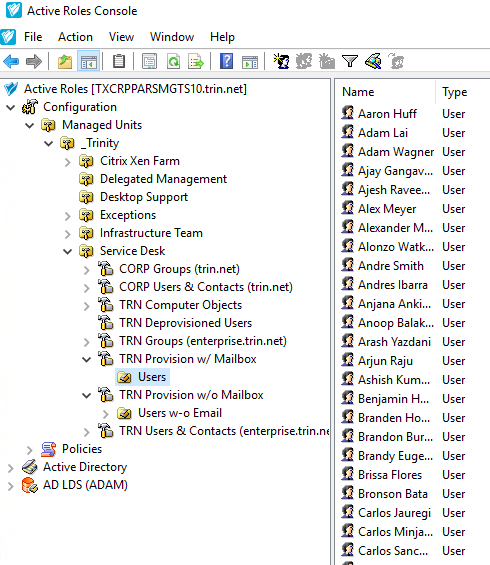 Active Roles Console
File Action View Window Help
Active Roles [TXCRPPARSMGTS10.trin.net]
Configuration
Managed Units
_Trinity
Citrix Xen Farm
Delegated Management
Desktop Support
Exceptions
Infrastructure Team
Service Desk
CORP Groups (trin.net)
CORP Users & Contacts (trin.net)
TRN Computer Objects
TRN Deprovisioned Users
TRN Groups (enterprise.trin.net)
TRN Provision w/ Mailbox
Users
TRN Provision w/o Mailbox
Users w-o Email
TRN Users & Contacts (enterprise.trin.ne
Policies
Active Directory
AD LDS (ADAM)
Name Type
Aaron Huff User
Adam Lai User
Adam Wagner User
Ajay Gangav... User
Ajesh Ravee... User
Alex Meyer User
Alexander M... User
Alonzo Watk... User
Andre Smith User
Andres Ibarra User
Anjana Anki... User
Anoop Balak... User
Arash Yazdani User
Arjun Raju User
Ashish Kum... User
Benjamin H... User
Branden Ho... User
Brandon Bur... User
Brandy Euge... User
Brissa Flores User
Bronson Bata User
Carlos Jauregi User
Carlos Minja... User
Carlos Sanc... User